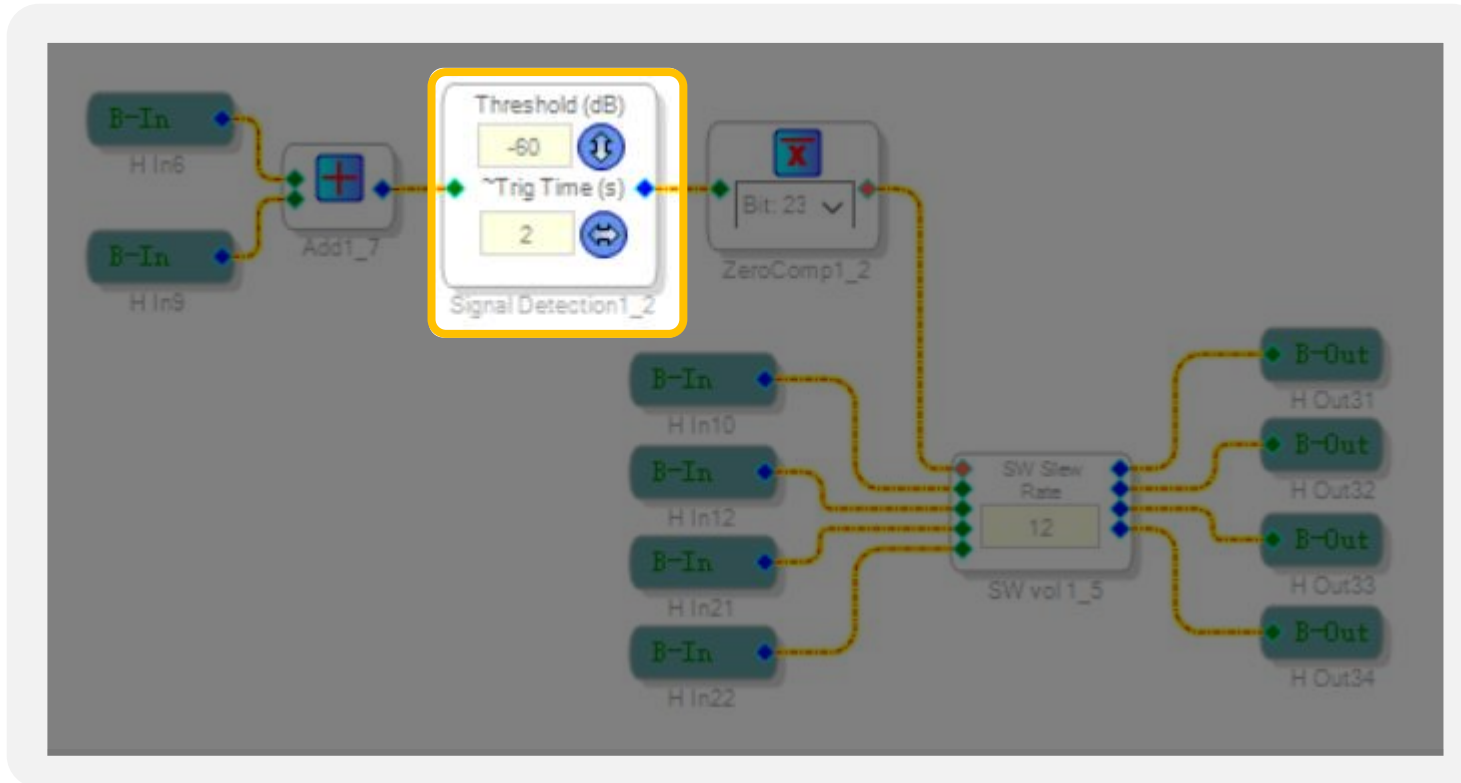 B-In
H In6
B-In
H In9
Add1_7
Threshold (dB)
-60
~Trig Time (s)
2
Signal Detection1_2
x
Bit: 23
ZeroComp1_2
B-In
H In10
B-In
H In12
B-In
H In21
B-In
H In22
SW Slew
Rate
12
SW vol 1_5
B-Out
H Out31
B-Out
H Out32
B-Out
H Out33
B-Out
H Out34